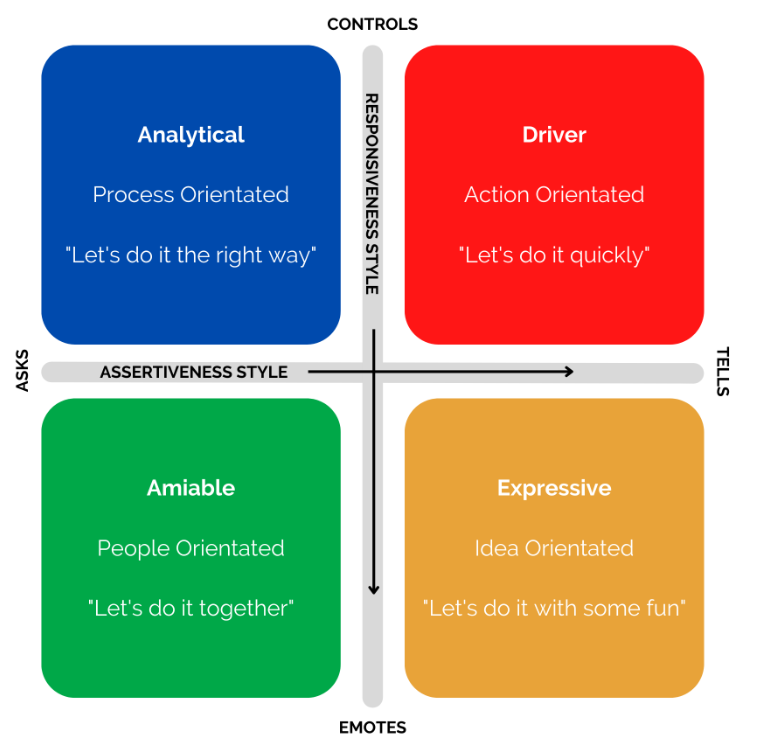 CONTROLS
Analytical
Process Orientated
"Let's do it the right way"
RESPONSIVENESS STYLE
Driver
Action Orientated
"Let's do it quickly"
ASKS
ASSERTIVENESS STYLE
TELLS
Amiable
People Orientated
"Let's do it together"
Expressive
Idea Orientated
"Let's do it with some fun"
EMOTES